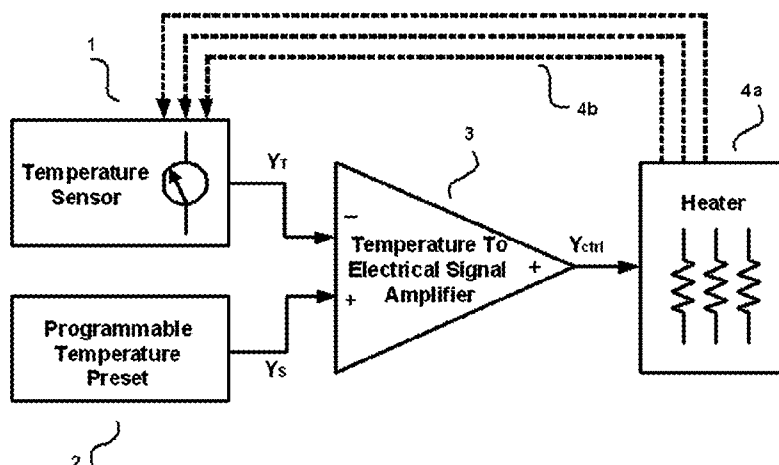 1
4b
4a
Temperature
Sensor
YT
3
Heater
−
Temperature To
Electrical Signal
Amplifier
+
Yctrl
+
Programmable
Temperature
Preset
YS
2